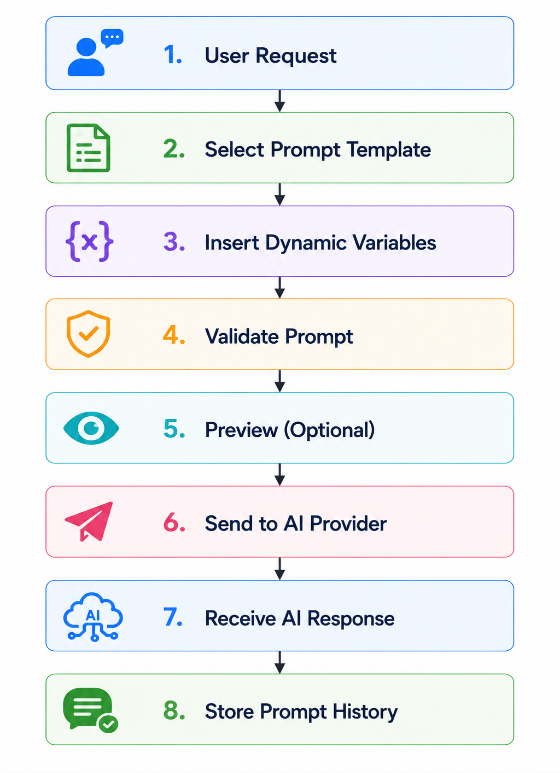 1. User Request
2. Select Prompt Template
{x} 3. Insert Dynamic Variables
4. Validate Prompt
5. Preview (Optional)
6. Send to AI Provider
AI 7. Receive AI Response
8. Store Prompt History